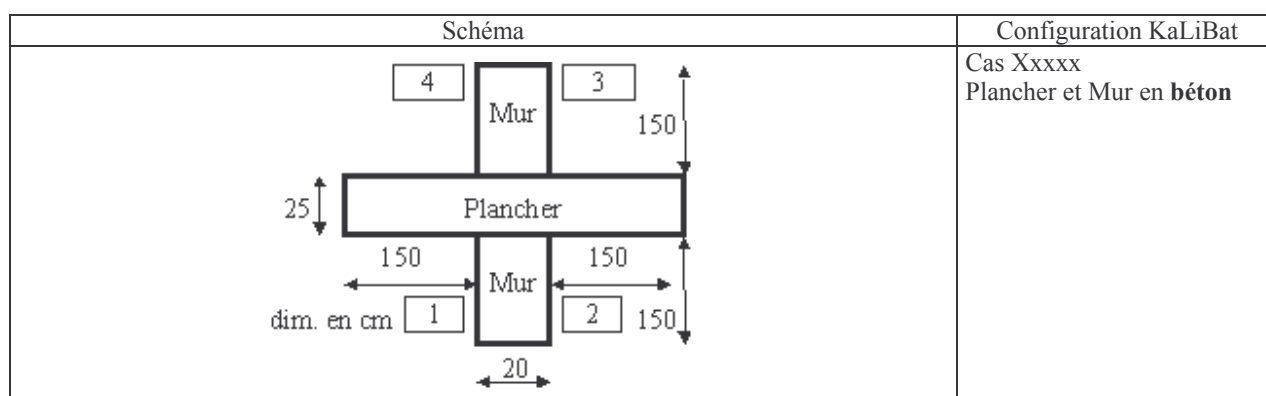 Schéma
Configuration KaLiBat
Cas Xxxxx
Plancher et Mur en béton
4
Mur
3
150
25
Plancher
150
150
Mur
dim. en cm
1
2
150
20